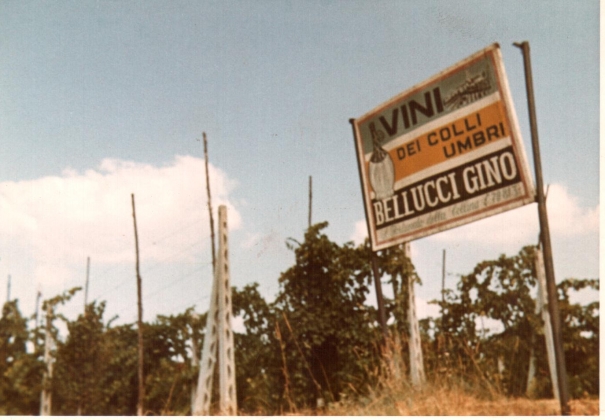 VINI
DEI COLLI
UMBRI
BELLUCCI GINO